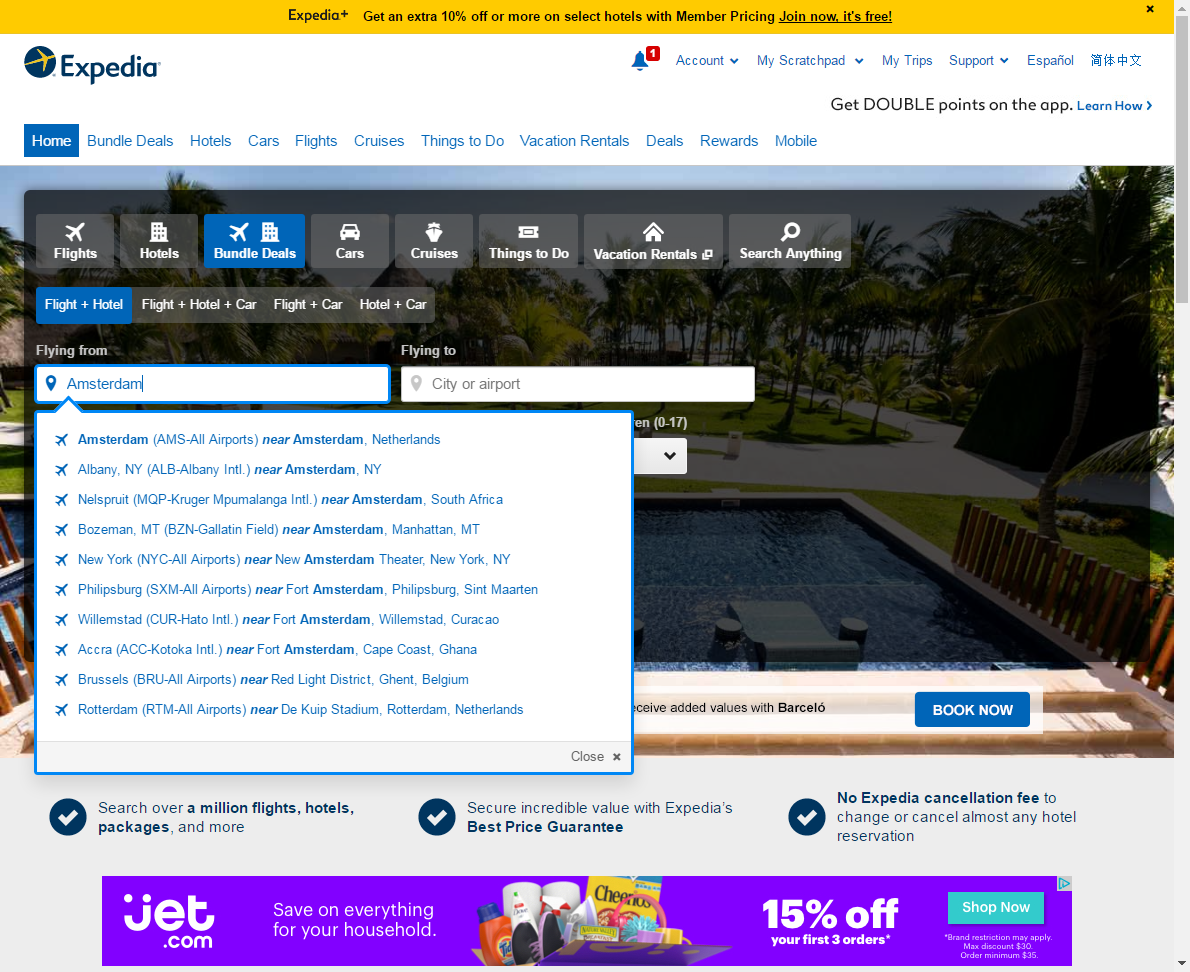 Expedia+ Get an extra 10% off or more on select hotels with Member Pricing Join now, it's free!
Expedia
1
Account My Scratchpad My Trips Support Español 简体中文
Get DOUBLE points on the app. Learn How
Home Bundle Deals Hotels Cars Flights Cruises Things to Do Vacation Rentals Deals Rewards Mobile
Flights Hotels Bundle Deals Cars Cruises Things to Do Vacation Rentals Search Anything
Flight + Hotel Flight + Hotel + Car Flight + Car Hotel + Car
Flying from Flying to
Amsterdam City or airport
ren (0-17)
Amsterdam (AMS-All Airports) near Amsterdam, Netherlands
Albany, NY (ALB-Albany Intl.) near Amsterdam, NY
Nelspruit (MQP-Kruger Mpumalanga Intl.) near Amsterdam, South Africa
Bozeman, MT (BZN-Gallatin Field) near Amsterdam, Manhattan, MT
New York (NYC-All Airports) near New Amsterdam Theater, New York, NY
Philipsburg (SXM-All Airports) near Fort Amsterdam, Philipsburg, Sint Maarten
Willemstad (CUR-Hato Intl.) near Fort Amsterdam, Willemstad, Curacao
Accra (ACC-Kotoka Intl.) near Fort Amsterdam, Cape Coast, Ghana
Brussels (BRU-All Airports) near Red Light District, Ghent, Belgium
Rotterdam (RTM-All Airports) near De Kuip Stadium, Rotterdam, Netherlands
Close
eceive added values with Barceló
BOOK NOW
Search over a million flights, hotels,
packages, and more
Secure incredible value with Expedia's
Best Price Guarantee
No Expedia cancellation fee to
change or cancel almost any hotel
reservation
Jet
.com
Save on everything
for your household.
Cheerios
Dove
Tide
NATURE VALLEY
15% off
your first 3 orders*
Shop Now
*Brand restriction may apply.
Max discount $30.
Order minimum $35.